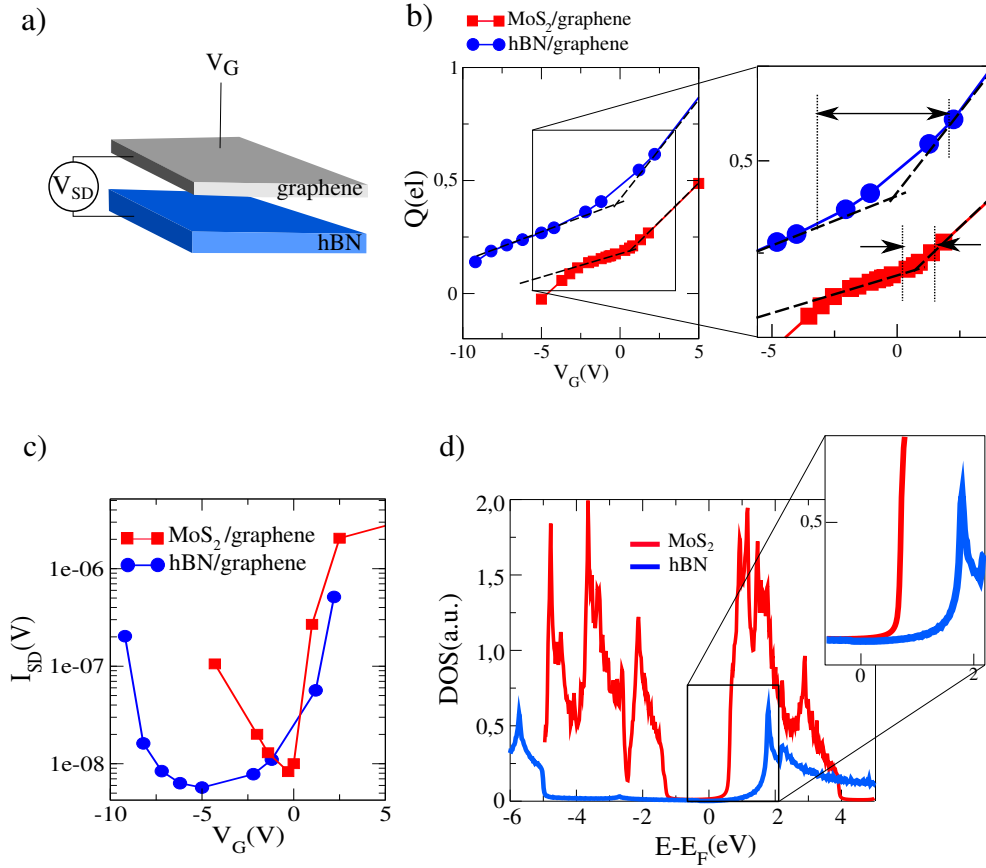 a)
V_G
V_SD
graphene
hBN
b)
MoS_2/graphene
hBN/graphene
1
0,5
0
Q(el)
-10
-5
0
5
V_G(V)
0,5
-5
0
c)
MoS_2/graphene
hBN/graphene
1e-06
1e-07
1e-08
I_SD(V)
-10
-5
0
5
V_G(V)
d)
MoS_2
hBN
2,0
1,5
1,0
0,5
0
DOS(a.u.)
-6
-4
-2
0
2
4
E-E_F(eV)
0,5
0
2